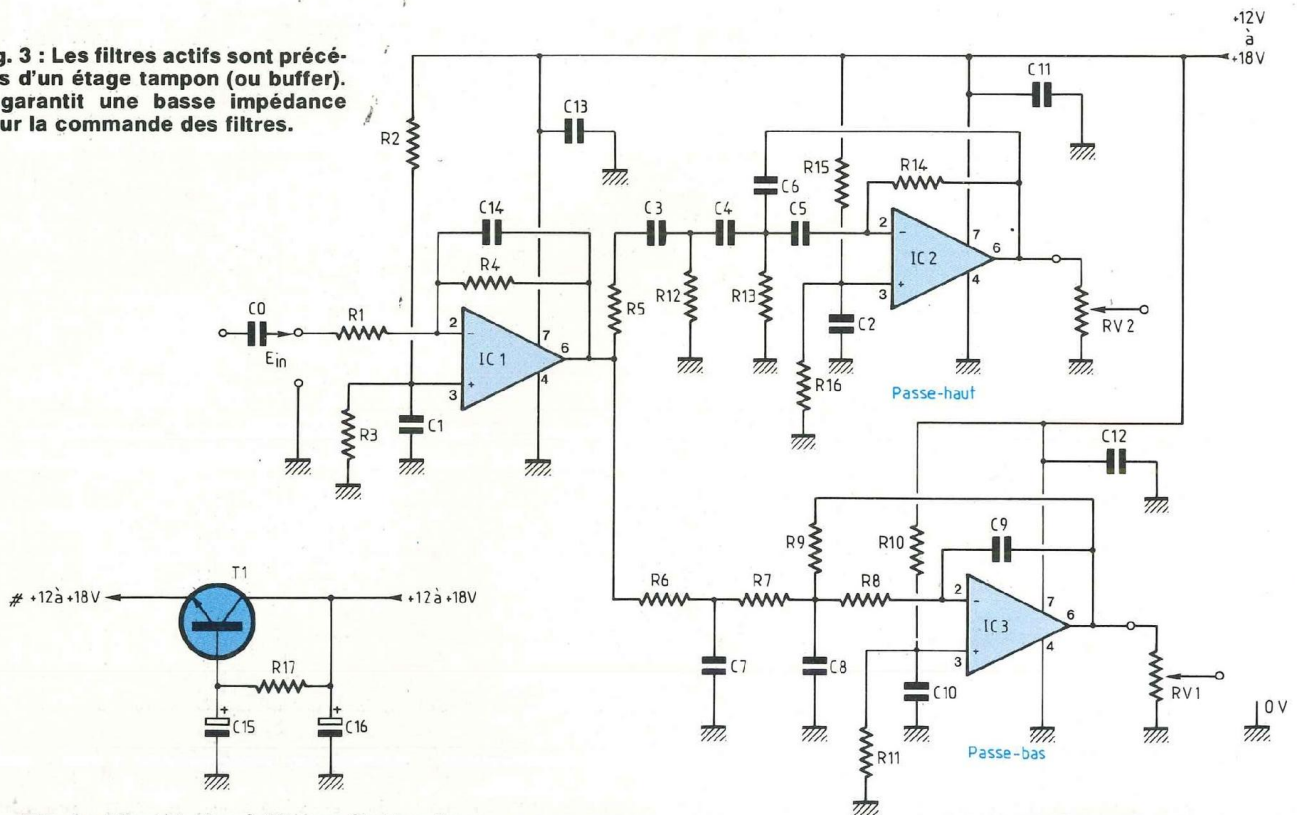 g. 3 : Les filtres actifs sont précé-
s d'un étage tampon (ou buffer).
garantit une basse impédance
ur la commande des filtres.
+12V
à
+18V
C11
C13
R2
R15
R14
C6
C14
C3
C4
C5
2
-
7
6
IC 2
4
+
3
R4
R5
R12
R13
C2
RV 2
C0
Ein
R1
2
-
7
6
IC 1
4
+
3
R16
Passe-haut
R3
C1
C12
R9
R10
C9
T1
# +12à +18V
+12à +18V
R6
R7
R8
2
-
7
6
IC 3
4
+
3
R17
C7
C8
C10
RV1
+
C15
+
C16
R11
Passe-bas
0V